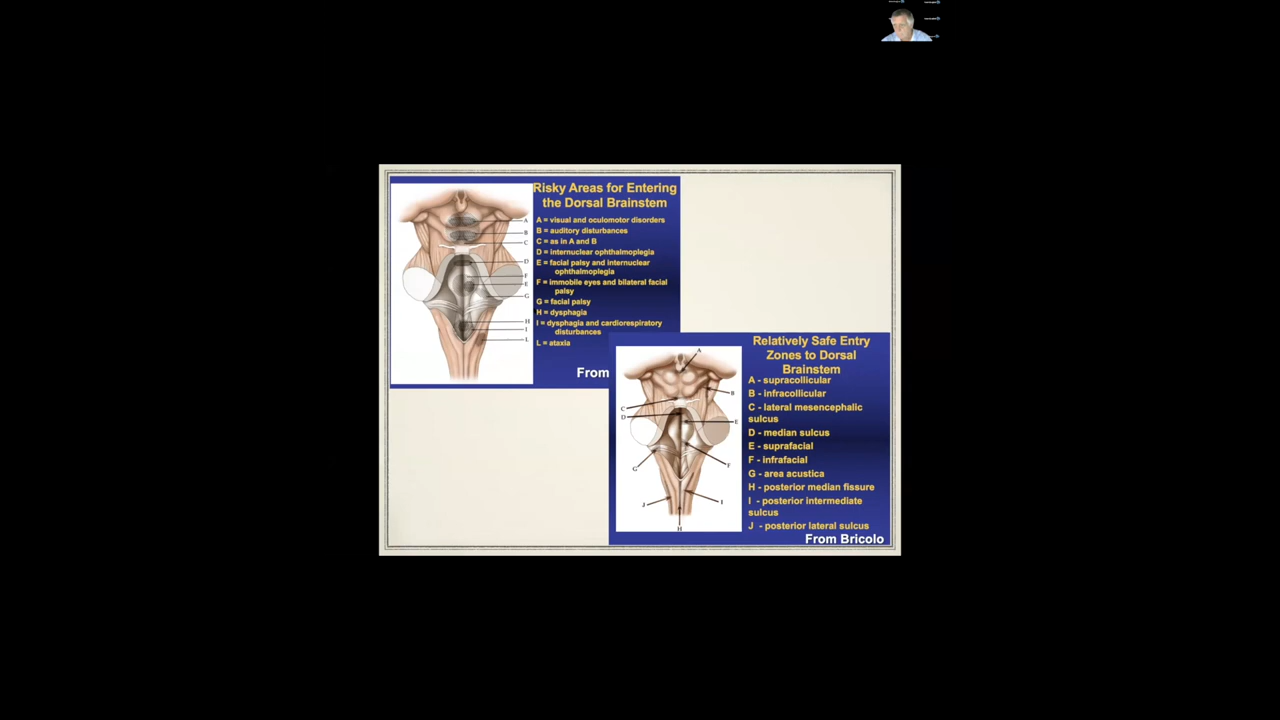 Risky Areas for Entering
the Dorsal Brainstem
A = visual and oculomotor disorders
B = auditory disturbances
C = as in A and B
D = internuclear ophthalmoplegia
E = facial palsy and internuclear
ophthalmoplegia
F = immobile eyes and bilateral facial
palsy
G = facial palsy
H = dysphagia
I = dysphagia and cardiorespiratory
disturbances
L = ataxia
From
A
B
C
D
F
E
G
H
I
L
Relatively Safe Entry
Zones to Dorsal
Brainstem
A - supracollicular
B - infracollicular
C - lateral mesencephalic
sulcus
D - median sulcus
E - suprafacial
F - infrafacial
G - area acustica
H - posterior median fissure
I - posterior intermediate
sulcus
J - posterior lateral sulcus
From Bricolo
A
B
C
D
E
F
G
I
J
H